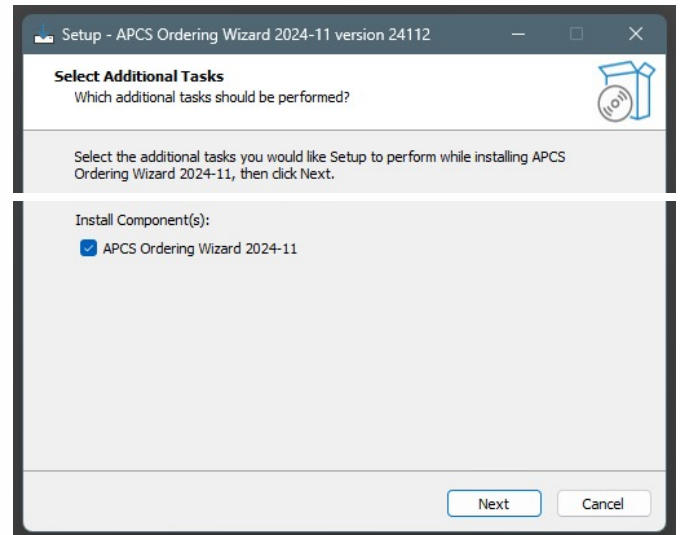 Setup - APCS Ordering Wizard 2024-11 version 24112
Select Additional Tasks
Which additional tasks should be performed?
Select the additional tasks you would like Setup to perform while installing APCS
Ordering Wizard 2024-11, then click Next.
Install Component(s):
APCS Ordering Wizard 2024-11
Next Cancel